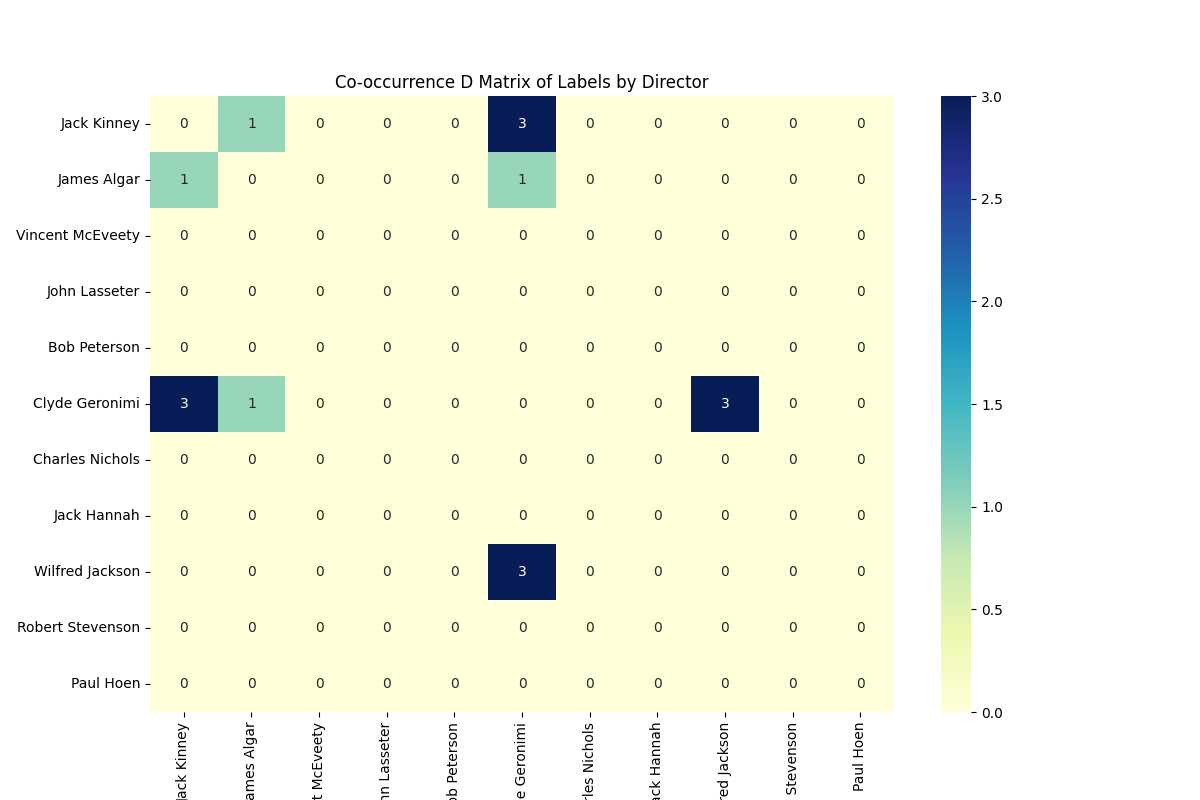 Co-occurrence D Matrix of Labels by Director
Jack Kinney 0 1 0 0 0 3 0 0 0 0 0
James Algar 1 0 0 0 0 1 0 0 0 0 0
Vincent McEveety 0 0 0 0 0 0 0 0 0 0 0
John Lasseter 0 0 0 0 0 0 0 0 0 0 0
Bob Peterson 0 0 0 0 0 0 0 0 0 0 0
Clyde Geronimi 3 1 0 0 0 0 0 0 3 0 0
Charles Nichols 0 0 0 0 0 0 0 0 0 0 0
Jack Hannah 0 0 0 0 0 0 0 0 0 0 0
Wilfred Jackson 0 0 0 0 0 3 0 0 0 0 0
Robert Stevenson 0 0 0 0 0 0 0 0 0 0 0
Paul Hoen 0 0 0 0 0 0 0 0 0 0 0
Jack Kinney
ames Algar
t McEveety
hn Lasseter
ob Peterson
e Geronimi
rles Nichols
ack Hannah
red Jackson
Stevenson
Paul Hoen
3.0
2.5
2.0
1.5
1.0
0.5
0.0